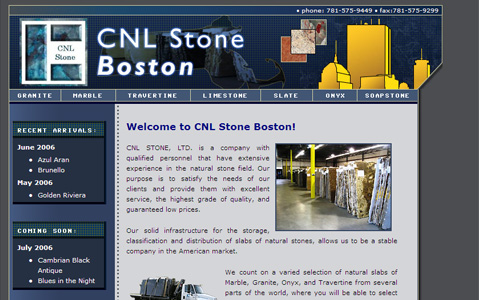 • phone: 781-575-9449 • fax:781-575-9299
CNL
Stone
CNL Stone
Boston
GRANITE
MARBLE
TRAVERTINE
LIMESTONE
SLATE
ONYX
SOAPSTONE
RECENT ARRIVALS:
June 2006
• Azul Aran
• Brunello
May 2006
• Golden Riviera
COMING SOON:
July 2006
• Cambrian Black
Antique
• Blues in the Night
Welcome to CNL Stone Boston!
CNL STONE, LTD. is a company with
qualified personnel that have extensive
experience in the natural stone field. Our
purpose is to satisfy the needs of our
clients and provide them with excellent
service, the highest grade of quality, and
guaranteed low prices.
Our solid infrastructure for the storage,
classification and distribution of slabs of natural stones, allows us to be a stable
company in the American market.
We count on a varied selection of natural slabs of
Marble, Granite, Onyx, and Travertine from several
parts of the world, where you will be able to select